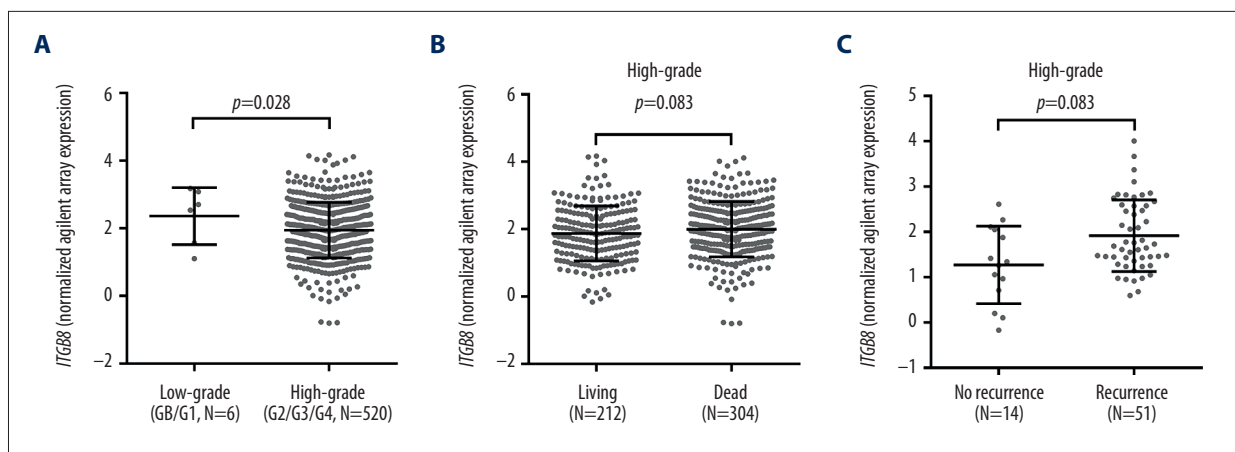 A
ITGB8 (normalized agilent array expression)
6
4
2
0
−2
p=0.028
Low-grade
(GB/G1, N=6)
High-grade
(G2/G3/G4, N=520)
B
High-grade
ITGB8 (normalized agilent array expression)
6
4
2
0
−2
p=0.083
Living
(N=212)
Dead
(N=304)
C
High-grade
ITGB8 (normalized agilent array expression)
5
4
3
2
1
0
−1
p=0.083
No recurrence
(N=14)
Recurrence
(N=51)